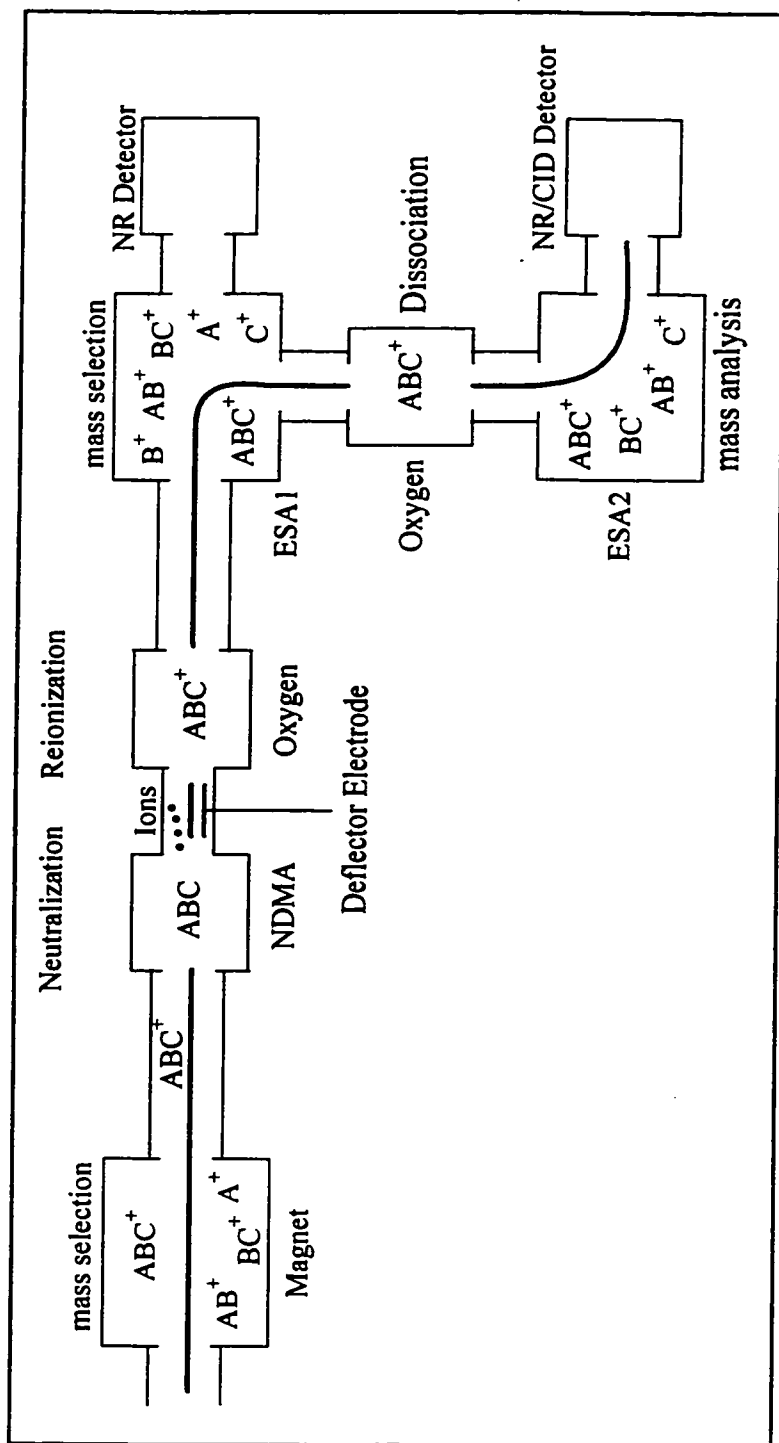 mass selection
ABC+
AB+ BC+ A+
Magnet
ABC+
Neutralization
ABC
NDMA
Ions
Deflector Electrode
Reionization
ABC+
Oxygen
mass selection
B+ AB+ BC+
ABC+ A+
C+
ESA1
NR Detector
Oxygen
ABC+
Dissociation
ESA2
ABC+
BC+
AB+ C+
mass analysis
NR/CID Detector